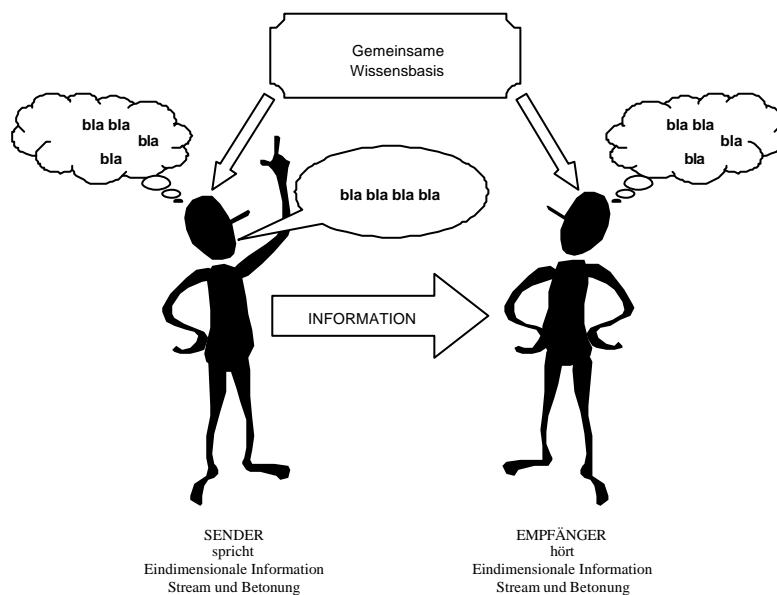 Gemeinsame
Wissensbasis
bla bla
bla
bla
bla bla
bla
bla
bla bla bla bla
INFORMATION
SENDER
spricht
Eindimensionale Information
Stream und Betonung
EMPFÄNGER
hört
Eindimensionale Information
Stream und Betonung